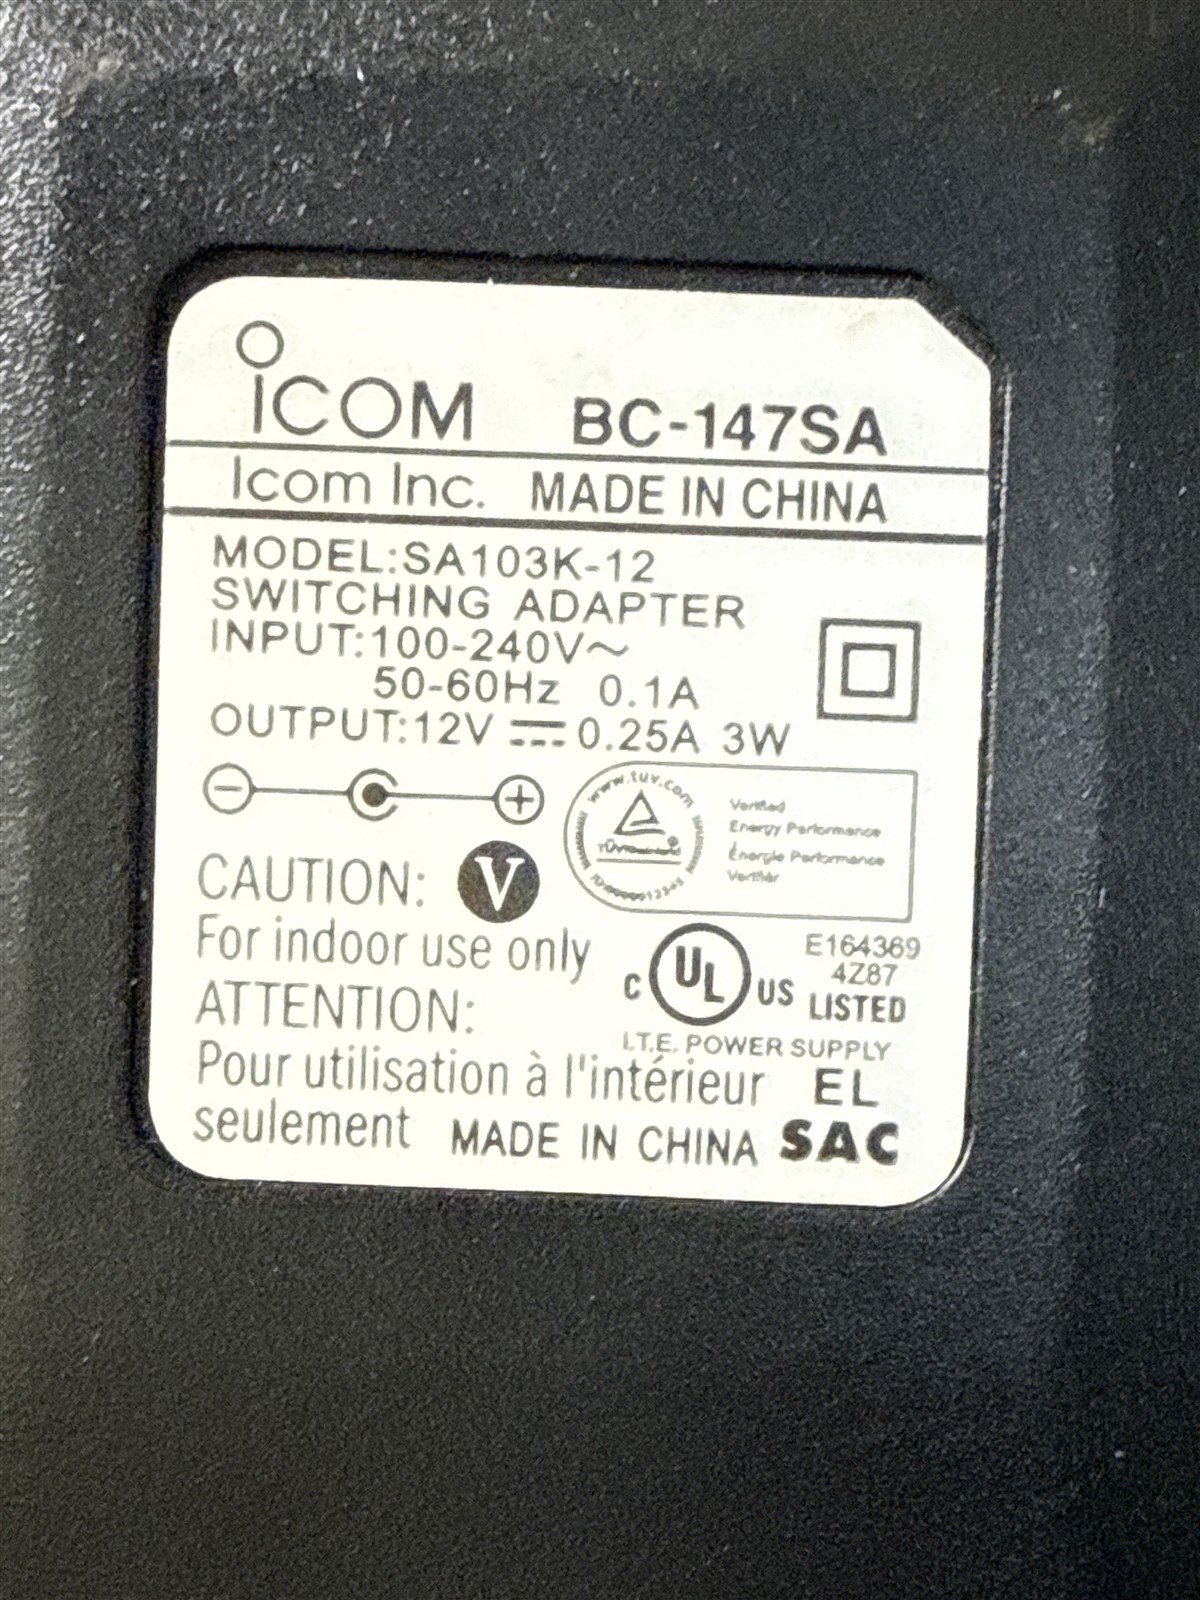 iCOM BC-147SA
Icom Inc. MADE IN CHINA
MODEL:SA103K-12
SWITCHING ADAPTER
INPUT:100-240V~
50-60Hz 0.1A
OUTPUT:12V ⎓ 0.25A 3W
www.tuv.com
Verified
Energy Performance
Énergie Performance
Vérifiér
CAUTION: V
For indoor use only
ATTENTION:
Pour utilisation à l'intérieur
seulement
E164369
4Z87
C UL US LISTED
I.T.E. POWER SUPPLY
EL
MADE IN CHINA SAC